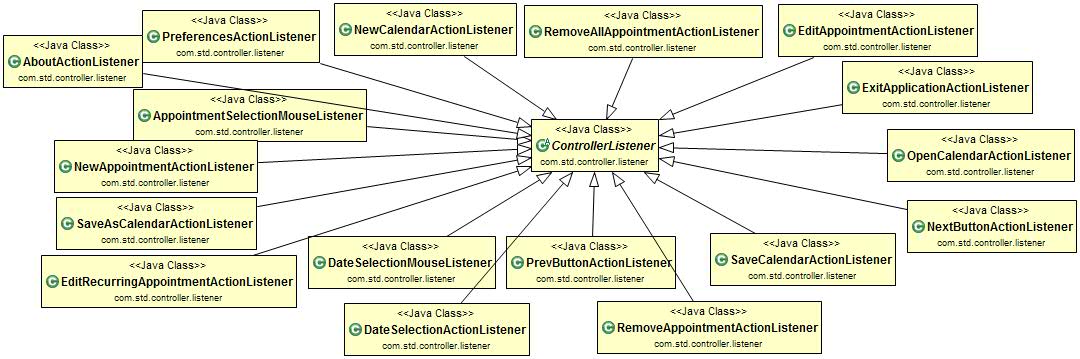 <<Java Class>>
PreferencesActionListener
com.std.controller.listener
<<Java Class>>
NewCalendarActionListener
com.std.controller.listener
<<Java Class>>
RemoveAllAppointmentActionListener
com.std.controller.listener
<<Java Class>>
EditAppointmentActionListener
com.std.controller.listener
<<Java Class>>
AboutActionListener
com.std.controller.listener
<<Java Class>>
ExitApplicationActionListener
com.std.controller.listener
<<Java Class>>
AppointmentSelectionMouseListener
com.std.controller.listener
<<Java Class>>
ControllerListener
com.std.controller.listener
<<Java Class>>
OpenCalendarActionListener
com.std.controller.listener
<<Java Class>>
NewAppointmentActionListener
com.std.controller.listener
<<Java Class>>
SaveAsCalendarActionListener
com.std.controller.listener
<<Java Class>>
NextButtonActionListener
com.std.controller.listener
<<Java Class>>
EditRecurringAppointmentActionListener
com.std.controller.listener
<<Java Class>>
DateSelectionMouseListener
com.std.controller.listener
<<Java Class>>
PrevButtonActionListener
com.std.controller.listener
<<Java Class>>
SaveCalendarActionListener
com.std.controller.listener
<<Java Class>>
DateSelectionActionListener
com.std.controller.listener
<<Java Class>>
RemoveAppointmentActionListener
com.std.controller.listener